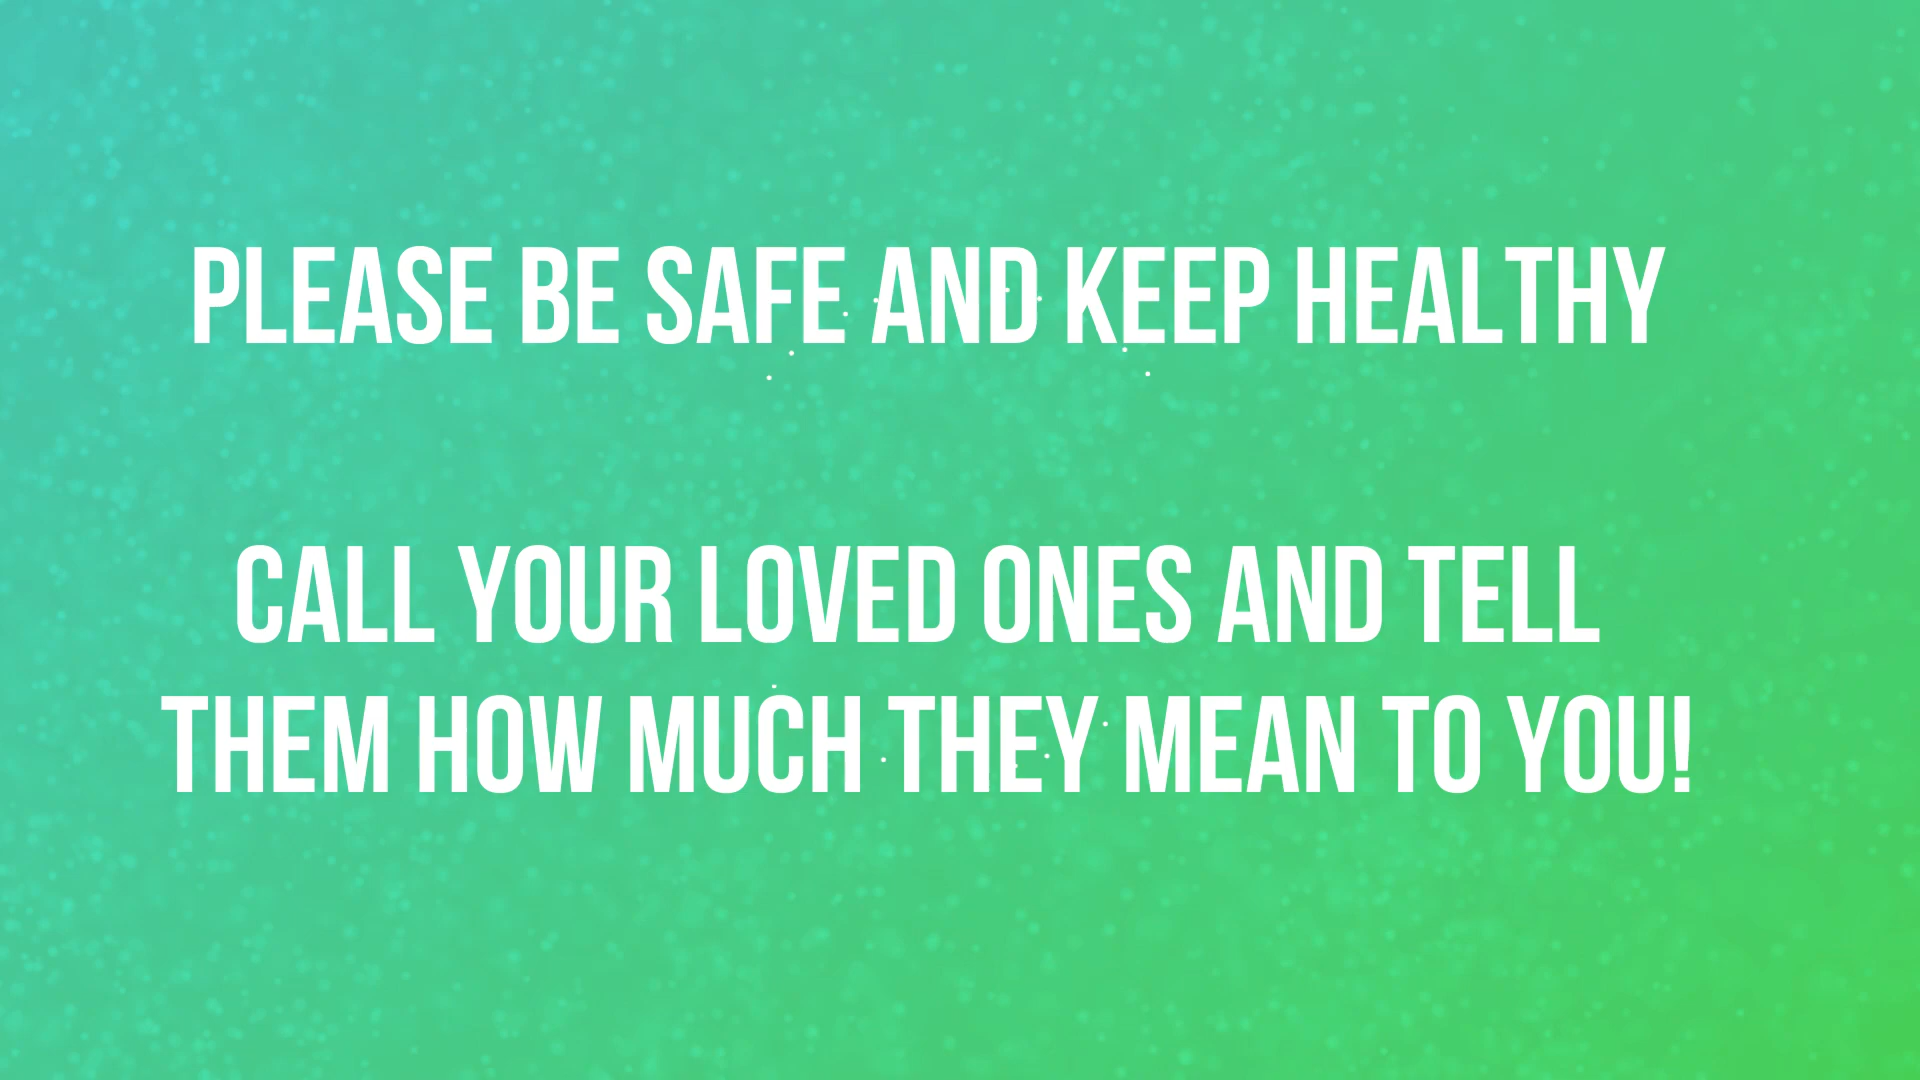 PLEASE BE SAFE AND KEEP HEALTHY
CALL YOUR LOVED ONES AND TELL
THEM HOW MUCH THEY MEAN TO YOU!